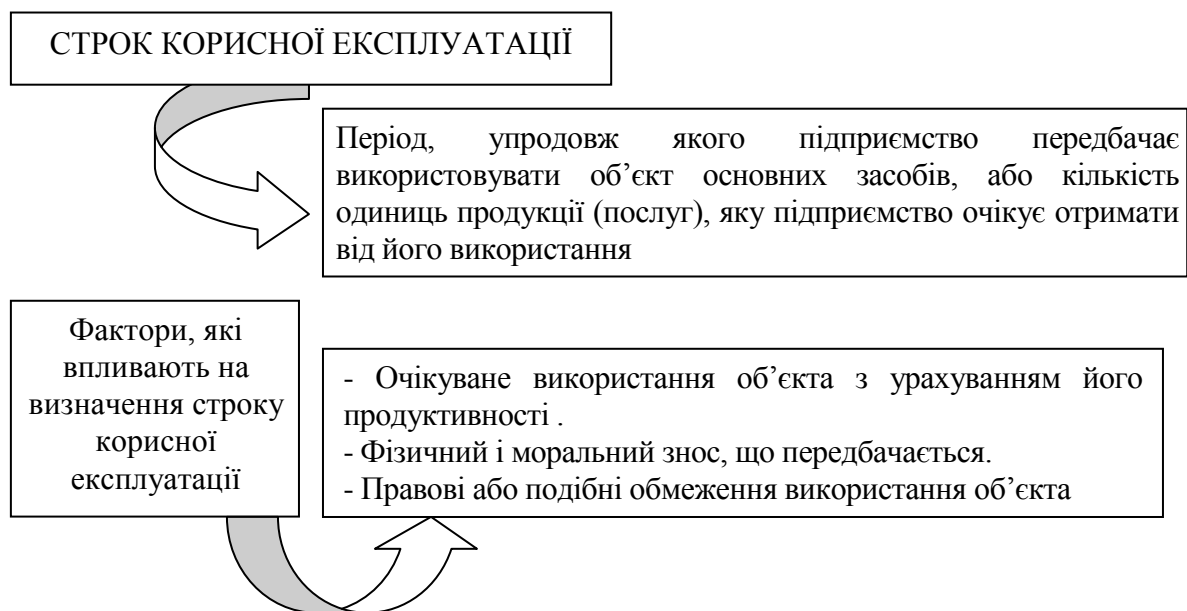 СТРОК КОРИСНОЇ ЕКСПЛУАТАЦІЇ
Період, упродовж якого підприємство передбачає
використовувати об’єкт основних засобів, або кількість
одиниць продукції (послуг), яку підприємство очікує отримати
від його використання
Фактори, які
впливають на
визначення строку
корисної
експлуатації
- Очікуване використання об’єкта з урахуванням його
продуктивності .
- Фізичний і моральний знос, що передбачається.
- Правові або подібні обмеження використання об’єкта